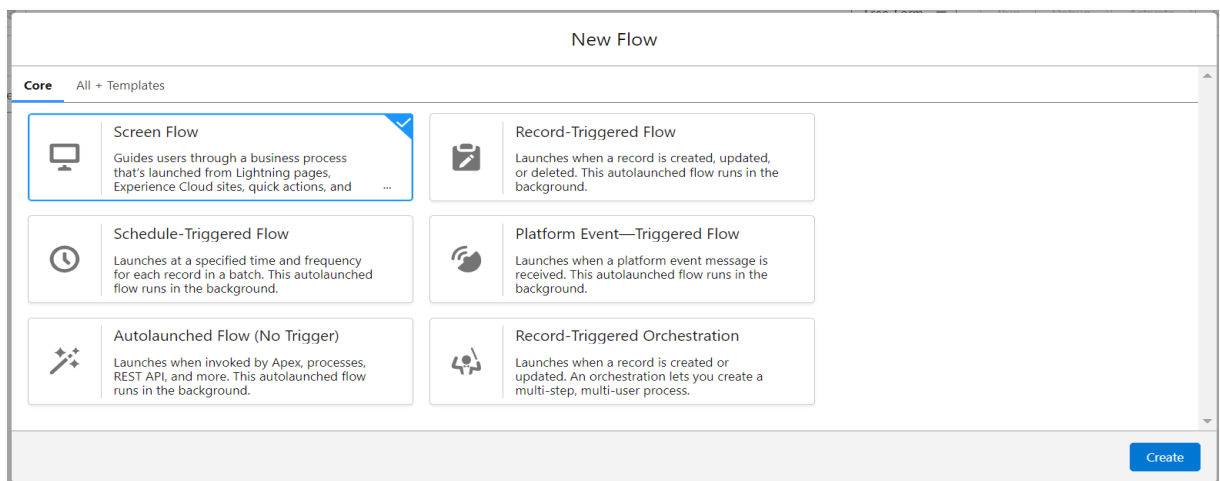 New Flow
Core All + Templates
Screen Flow
Guides users through a business process
that's launched from Lightning pages,
Experience Cloud sites, quick actions, and ...
Record-Triggered Flow
Launches when a record is created, updated,
or deleted. This autolaunched flow runs in the
background.
Schedule-Triggered Flow
Launches at a specified time and frequency
for each record in a batch. This autolaunched
flow runs in the background.
Platform Event—Triggered Flow
Launches when a platform event message is
received. This autolaunched flow runs in the
background.
Autolaunched Flow (No Trigger)
Launches when invoked by Apex, processes,
REST API, and more. This autolaunched flow
runs in the background.
Record-Triggered Orchestration
Launches when a record is created or
updated. An orchestration lets you create a
multi-step, multi-user process.
Create